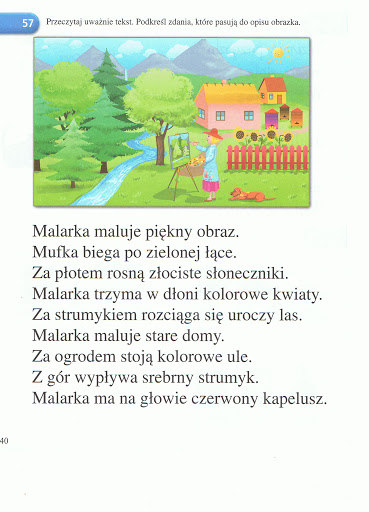 57
Przeczytaj uważnie tekst. Podkreśl zdania, które pasują do opisu obrazka.
Malarka maluje piękny obraz.
Mufka biega po zielonej łące.
Za płotem rosną złociste słoneczniki.
Malarka trzyma w dłoni kolorowe kwiaty.
Za strumykiem rozciąga się uroczy las.
Malarka maluje stare domy.
Za ogrodem stoją kolorowe ule.
Z gór wypływa srebrny strumyk.
Malarka ma na głowie czerwony kapelusz.
40